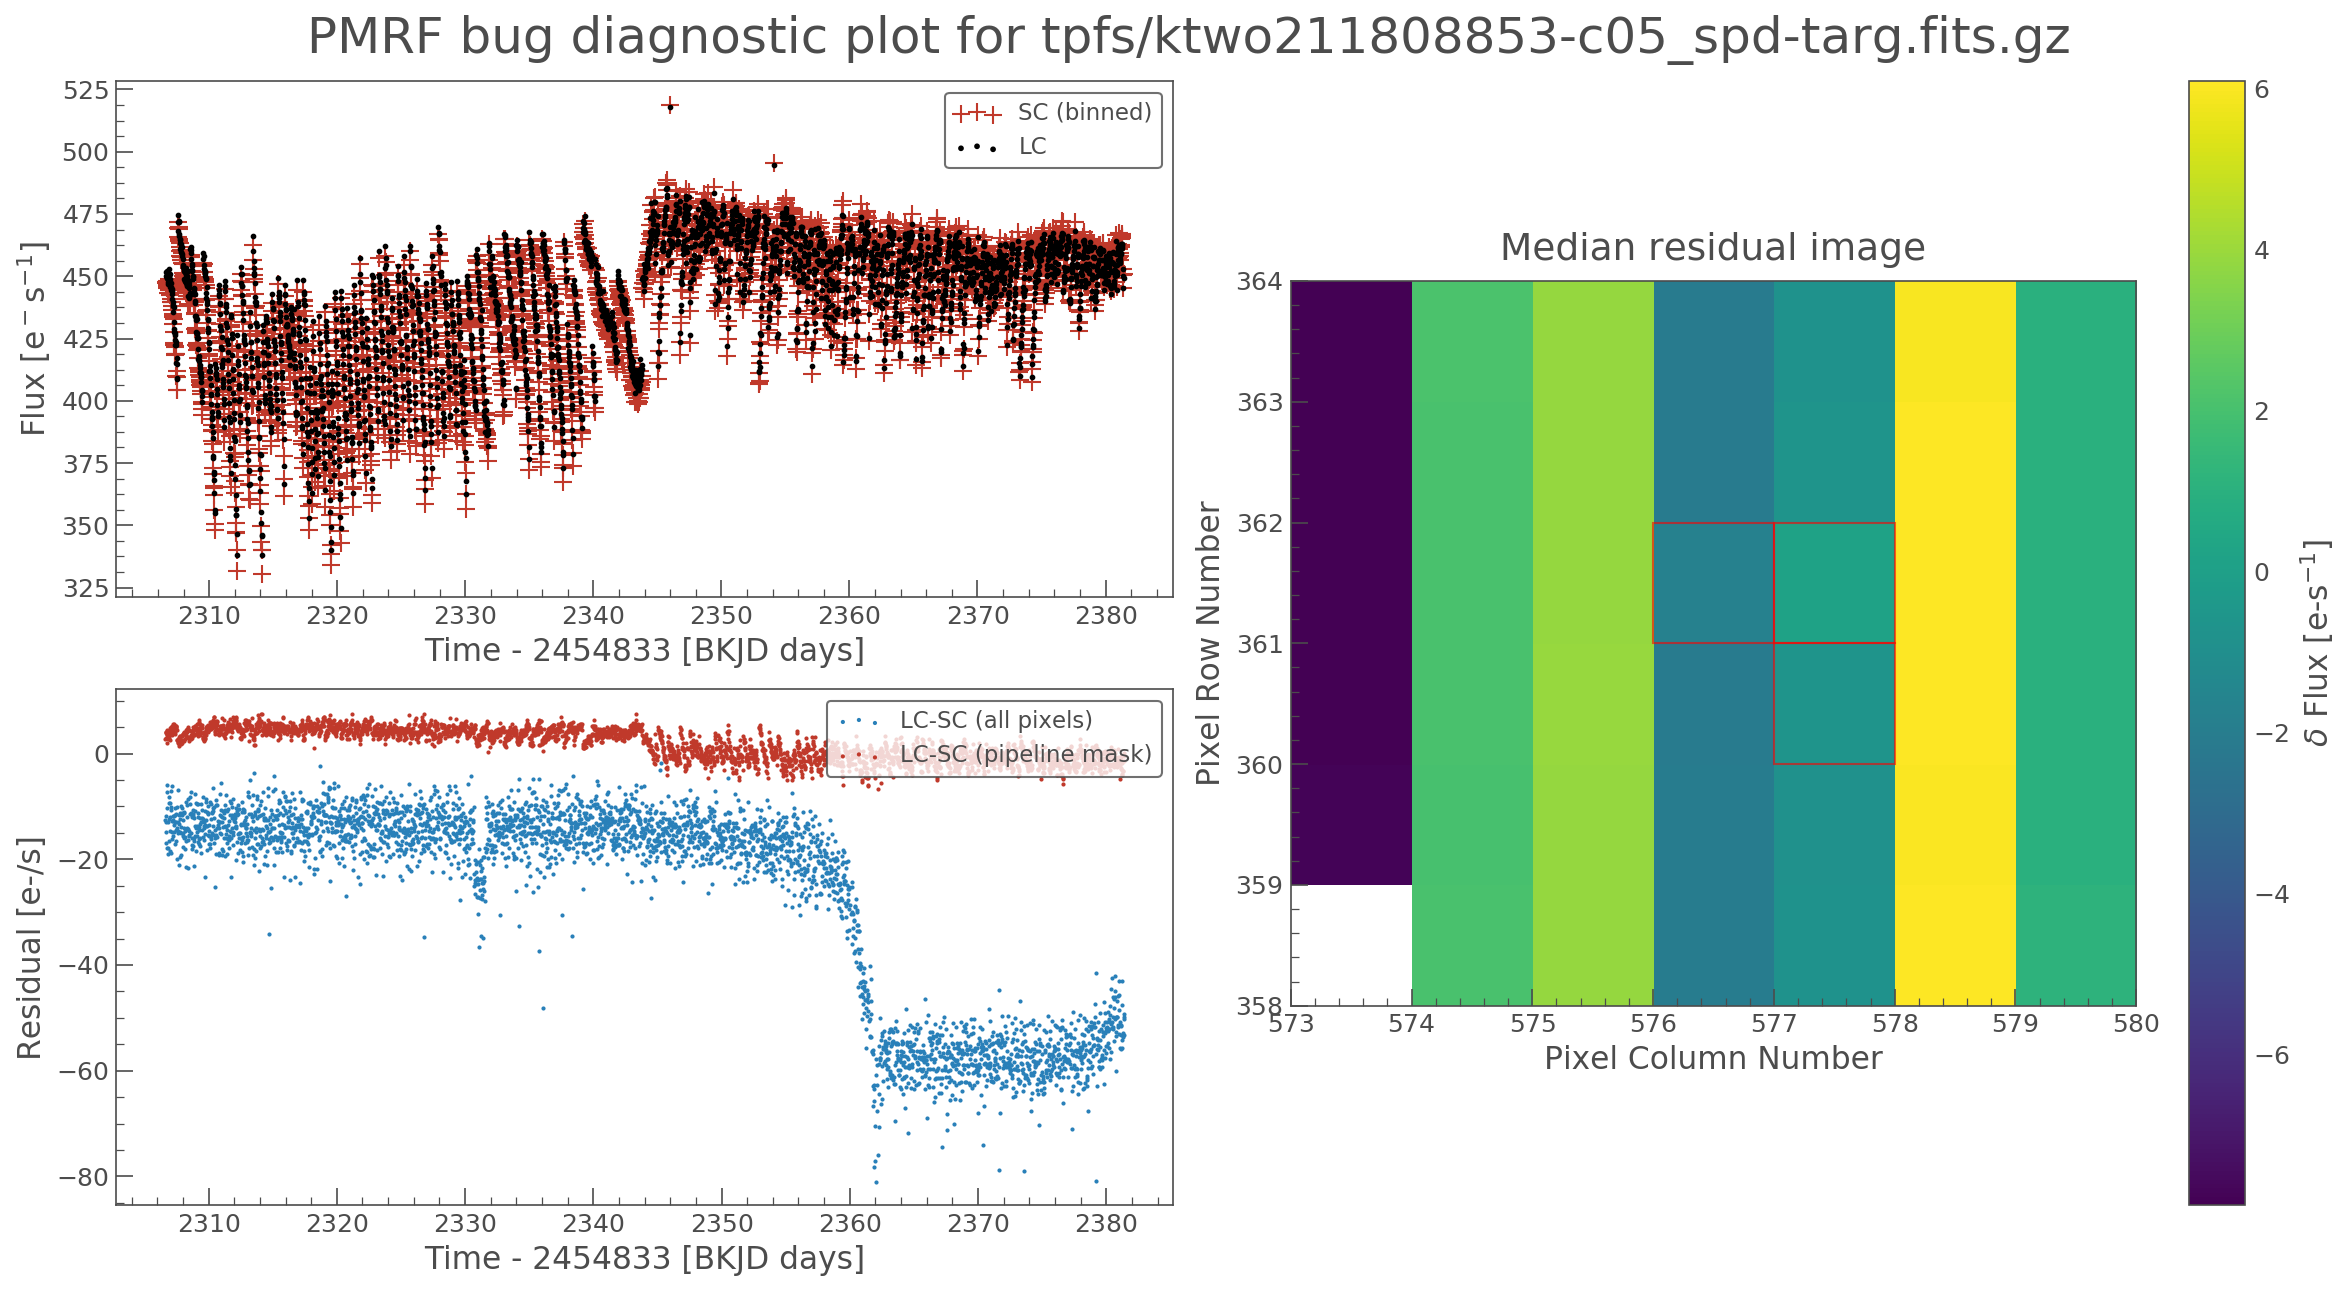 PMRF bug diagnostic plot for tpfs/ktwo211808853-c05_spd-targ.fits.gz
525
500
475
450
425
400
375
350
325
Flux [e⁻ s⁻¹]
SC (binned)
LC
2310 2320 2330 2340 2350 2360 2370 2380
Time - 2454833 [BKJD days]
0
−20
−40
−60
−80
Residual [e-/s]
LC-SC (all pixels)
LC-SC (pipeline mask)
2310 2320 2330 2340 2350 2360 2370 2380
Time - 2454833 [BKJD days]
Median residual image
364
363
362
361
360
359
358
Pixel Row Number
573 574 575 576 577 578 579 580
Pixel Column Number
6
4
2
0
−2
−4
−6
δ Flux [e-s⁻¹]